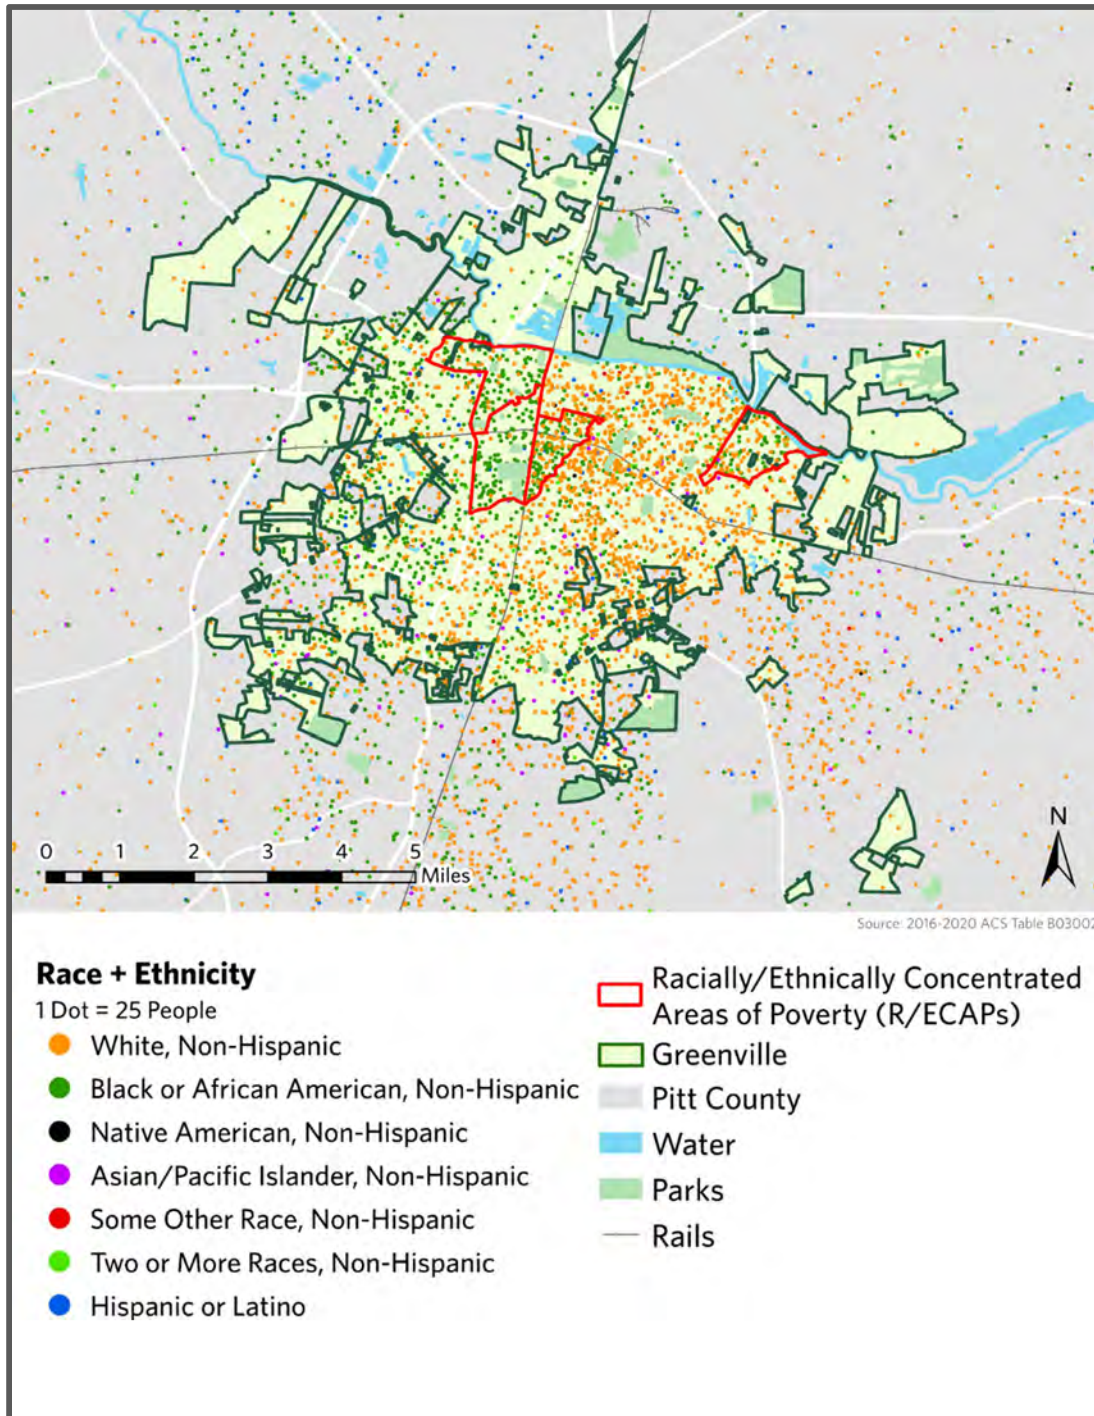 N
0 1 2 3 4 5
Miles
Source: 2016-2020 ACS Table B03002
Race + Ethnicity
1 Dot = 25 People
White, Non-Hispanic
Black or African American, Non-Hispanic
Native American, Non-Hispanic
Asian/Pacific Islander, Non-Hispanic
Some Other Race, Non-Hispanic
Two or More Races, Non-Hispanic
Hispanic or Latino
Racially/Ethnically Concentrated
Areas of Poverty (R/ECAPs)
Greenville
Pitt County
Water
Parks
Rails